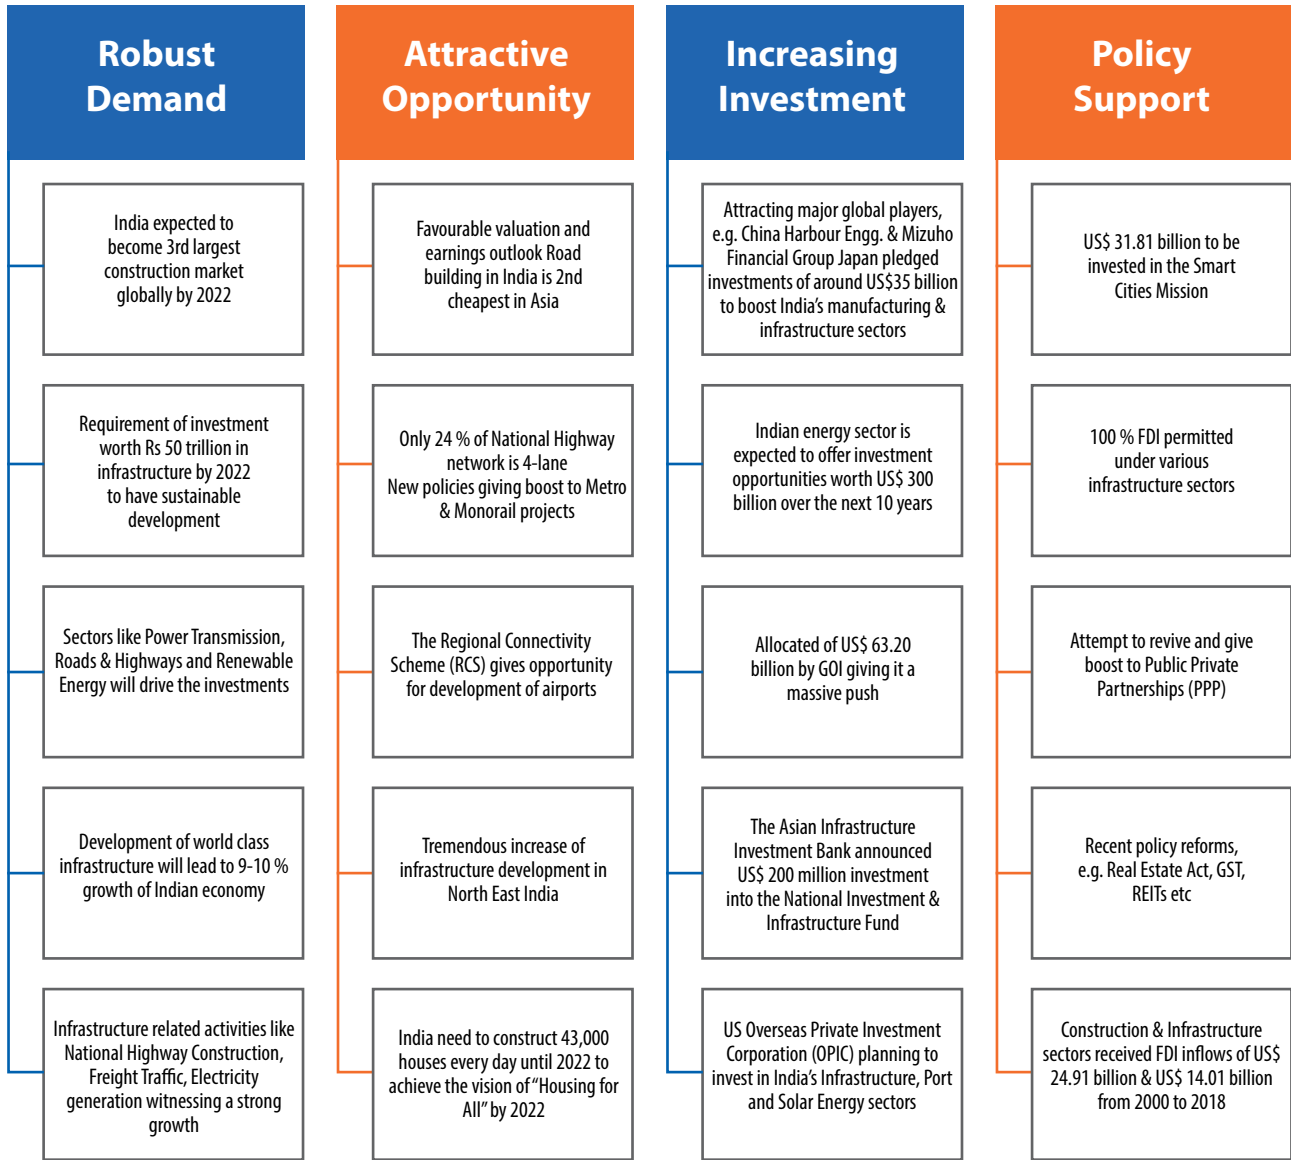 Robust
Demand
India expected to
become 3rd largest
construction market
globally by 2022
Requirement of investment
worth Rs 50 trillion in
infrastructure by 2022
to have sustainable
development
Sectors like Power Transmission,
Roads & Highways and Renewable
Energy will drive the investments
Development of world class
infrastructure will lead to 9-10 %
growth of Indian economy
Infrastructure related activities like
National Highway Construction,
Freight Traffic, Electricity
generation witnessing a strong
growth
Attractive
Opportunity
Favourable valuation and
earnings outlook Road
building in India is 2nd
cheapest in Asia
Only 24 % of National Highway
network is 4-lane
New policies giving boost to Metro
& Monorail projects
The Regional Connectivity
Scheme (RCS) gives opportunity
for development of airports
Tremendous increase of
infrastructure development in
North East India
India need to construct 43,000
houses every day until 2022 to
achieve the vision of “Housing for
All” by 2022
Increasing
Investment
Attracting major global players,
e.g. China Harbour Engg. & Mizuho
Financial Group Japan pledged
investments of around US$35 billion
to boost India’s manufacturing &
infrastructure sectors
Indian energy sector is
expected to offer investment
opportunities worth US$ 300
billion over the next 10 years
Allocated of US$ 63.20
billion by GOI giving it a
massive push
The Asian Infrastructure
Investment Bank announced
US$ 200 million investment
into the National Investment &
Infrastructure Fund
US Overseas Private Investment
Corporation (OPIC) planning to
invest in India’s Infrastructure, Port
and Solar Energy sectors
Policy
Support
US$ 31.81 billion to be
invested in the Smart
Cities Mission
100 % FDI permitted
under various
infrastructure sectors
Attempt to revive and give
boost to Public Private
Partnerships (PPP)
Recent policy reforms,
e.g. Real Estate Act, GST,
REITs etc
Construction & Infrastructure
sectors received FDI inflows of US$
24.91 billion & US$ 14.01 billion
from 2000 to 2018